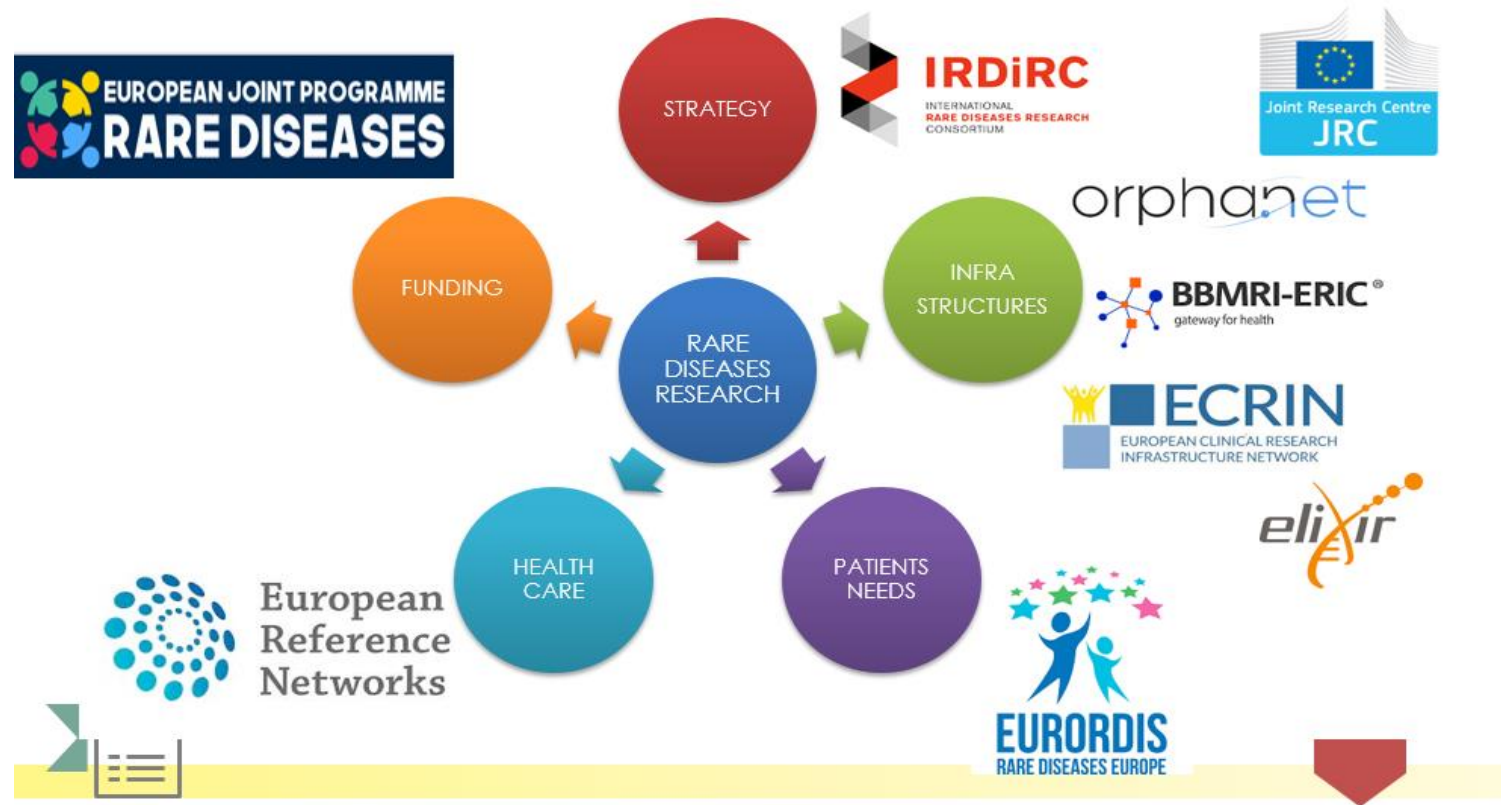 EUROPEAN JOINT PROGRAMME
RARE DISEASES
STRATEGY
IRDiRC
INTERNATIONAL
RARE DISEASES RESEARCH
CONSORTIUM
Joint Research Centre
JRC
orphanet
FUNDING
INFRA
STRUCTURES
BBMRI-ERIC®
gateway for health
RARE
DISEASES
RESEARCH
ECRIN
EUROPEAN CLINICAL RESEARCH
INFRASTRUCTURE NETWORK
elixir
HEALTH
CARE
PATIENTS
NEEDS
European
Reference
Networks
EURORDIS
RARE DISEASES EUROPE